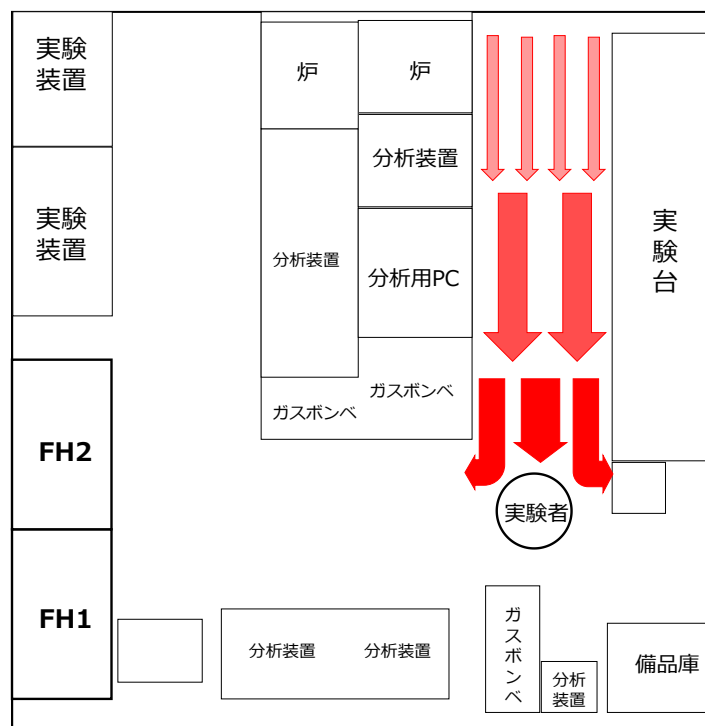 実験
装置
炉
炉
分析装置
実験
装置
分析装置
分析用PC
実験台
ガスボンベ
ガスボンベ
FH2
実験者
FH1
分析装置
分析装置
ガスボンベ
分析
装置
備品庫